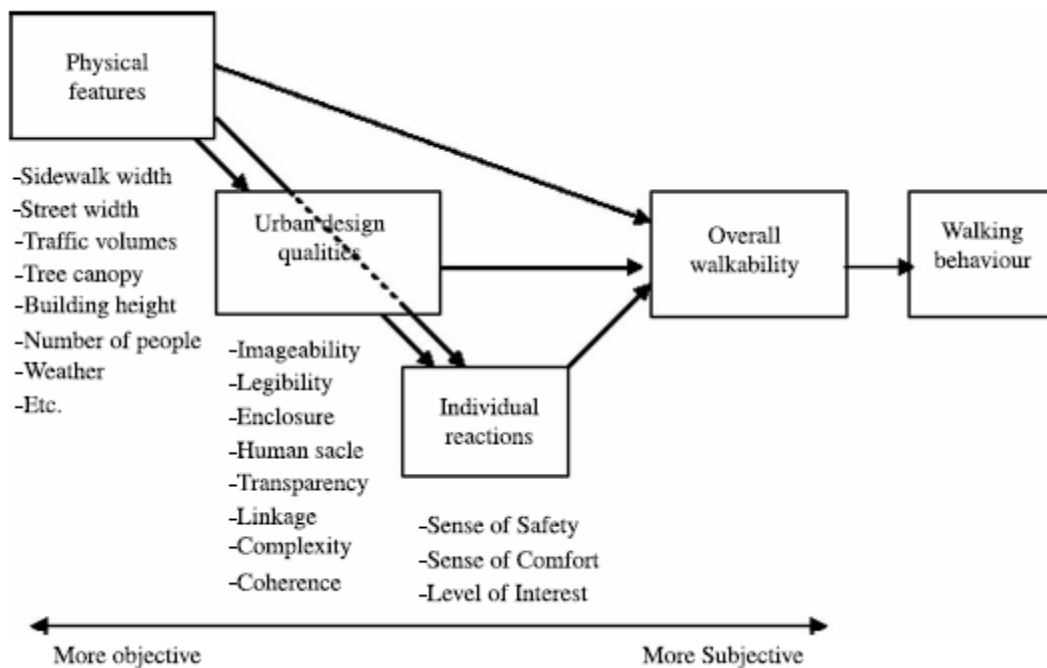 Physical
features
-Sidewalk width
-Street width
-Traffic volumes
-Tree canopy
-Building height
-Number of people
-Weather
-Etc.
Urban design
qualities
-Imageability
-Legibility
-Enclosure
-Human sacle
-Transparency
-Linkage
-Complexity
-Coherence
Individual
reactions
-Sense of Safety
-Sense of Comfort
-Level of Interest
Overall
walkability
Walking
behaviour
More objective
More Subjective